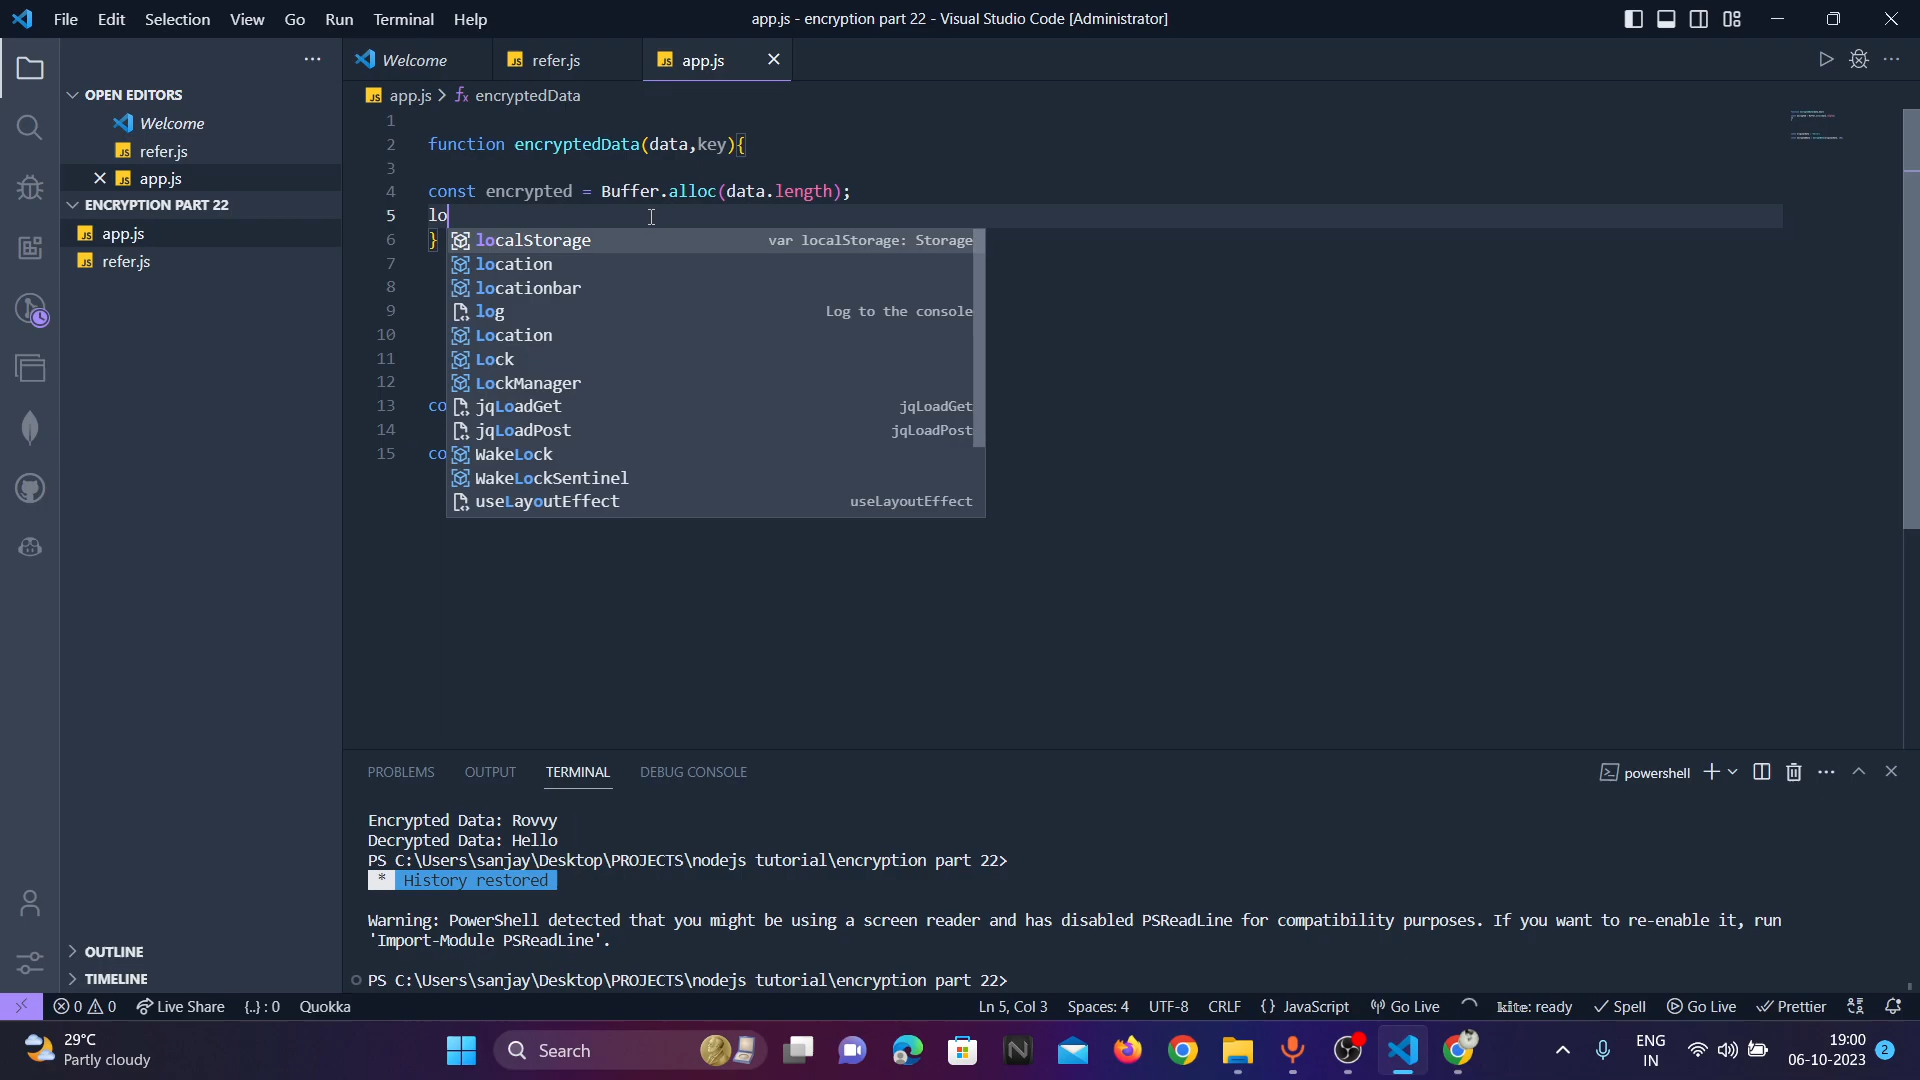 File Edit Selection View Go Run Terminal Help
app.js - encryption part 22 - Visual Studio Code [Administrator]
OPEN EDITORS
Welcome
refer.js
app.js
ENCRYPTION PART 22
app.js
refer.js
OUTLINE
TIMELINE
Welcome refer.js app.js
app.js > encryptedData
1
2 function encryptedData(data,key){
3
4 const encrypted = Buffer.alloc(data.length);
5 lo
6 }
7
8
9
10
11
12
13 co
14
15 co
localStorage var localStorage: Storage
location
locationbar
log Log to the console
Location
Lock
LockManager
jqLoadGet jqLoadGet
jqLoadPost jqLoadPost
WakeLock
WakeLockSentinel
useLayoutEffect useLayoutEffect
PROBLEMS OUTPUT TERMINAL DEBUG CONSOLE powershell
Encrypted Data: Rovvy
Decrypted Data: Hello
PS C:\Users\sanjay\Desktop\PROJECTS\nodejs tutorial\encryption part 22>
* History restored
Warning: PowerShell detected that you might be using a screen reader and has disabled PSReadLine for compatibility purposes. If you want to re-enable it, run
'Import-Module PSReadLine'.
PS C:\Users\sanjay\Desktop\PROJECTS\nodejs tutorial\encryption part 22>
0 0 Live Share {..} : 0 Quokka Ln 5, Col 3 Spaces: 4 UTF-8 CRLF {} JavaScript Go Live kite: ready Spell Go Live Prettier
29°C
Partly cloudy
Search
ENG
IN
19:00
06-10-2023
2